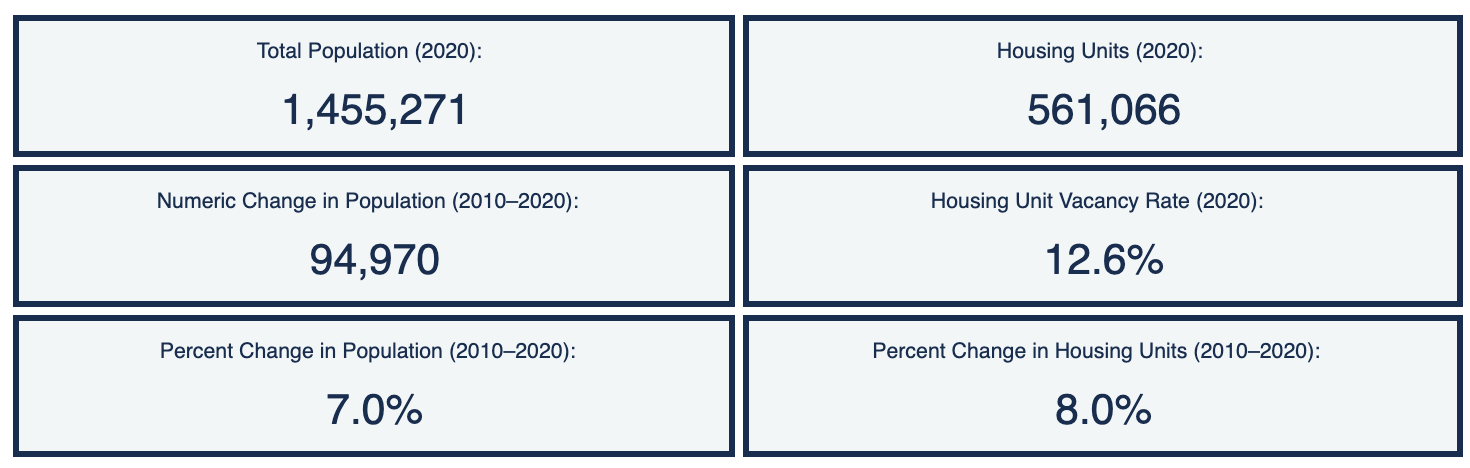 Total Population (2020):
1,455,271
Housing Units (2020):
561,066
Numeric Change in Population (2010–2020):
94,970
Housing Unit Vacancy Rate (2020):
12.6%
Percent Change in Population (2010–2020):
7.0%
Percent Change in Housing Units (2010–2020):
8.0%